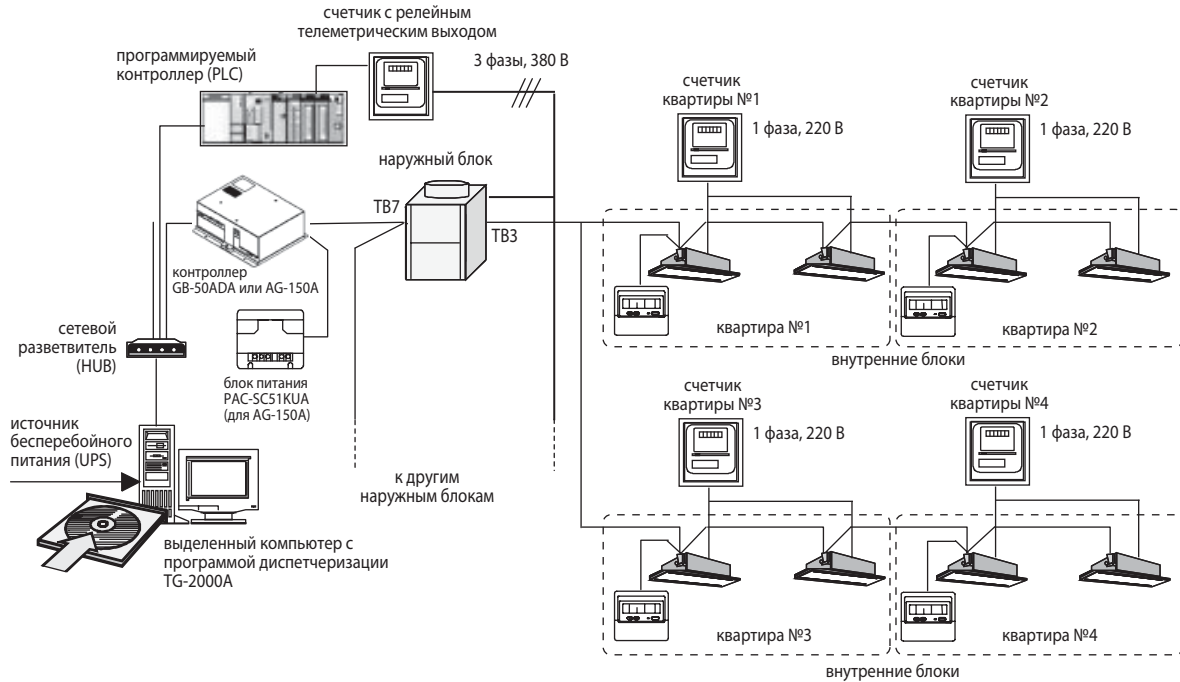 счетчик с релейным
телеметрическим выходом
программируемый
контроллер (PLC)
3 фазы, 380 В
наружный блок
TB7
TB3
контроллер
GB-50ADA или AG-150A
сетевой
разветвитель
(HUB)
блок питания
PAC-SC51KUA
(для AG-150A)
источник
бесперебойного
питания (UPS)
к другим
наружным блокам
выделенный компьютер с
программой диспетчеризации
TG-2000A
счетчик
квартиры №1
1 фаза, 220 В
счетчик
квартиры №2
1 фаза, 220 В
квартира №1
квартира №2
внутренние блоки
счетчик
квартиры №3
1 фаза, 220 В
счетчик
квартиры №4
1 фаза, 220 В
квартира №3
квартира №4
внутренние блоки